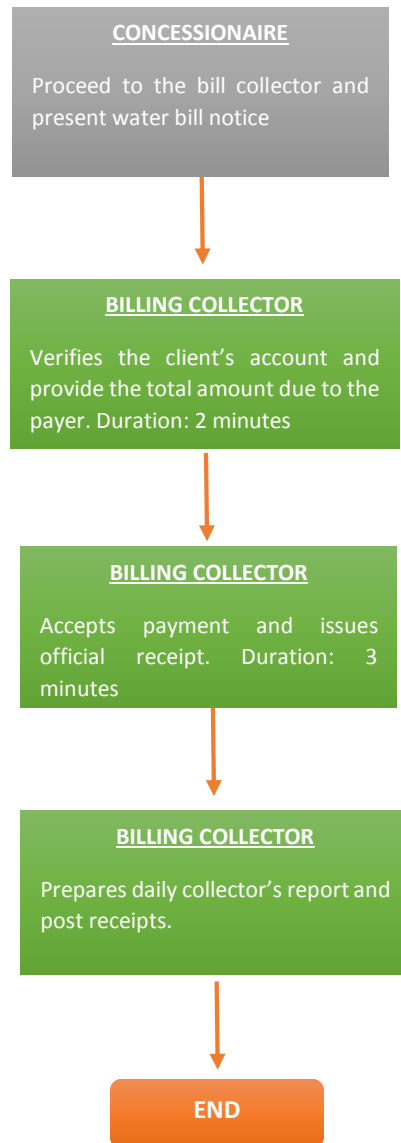 CONCESSIONAIRE
Proceed to the bill collector and
present water bill notice
BILLING COLLECTOR
Verifies the client’s account and
provide the total amount due to the
payer. Duration: 2 minutes
BILLING COLLECTOR
Accepts payment and issues
official receipt. Duration: 3
minutes
BILLING COLLECTOR
Prepares daily collector’s report and
post receipts.
END